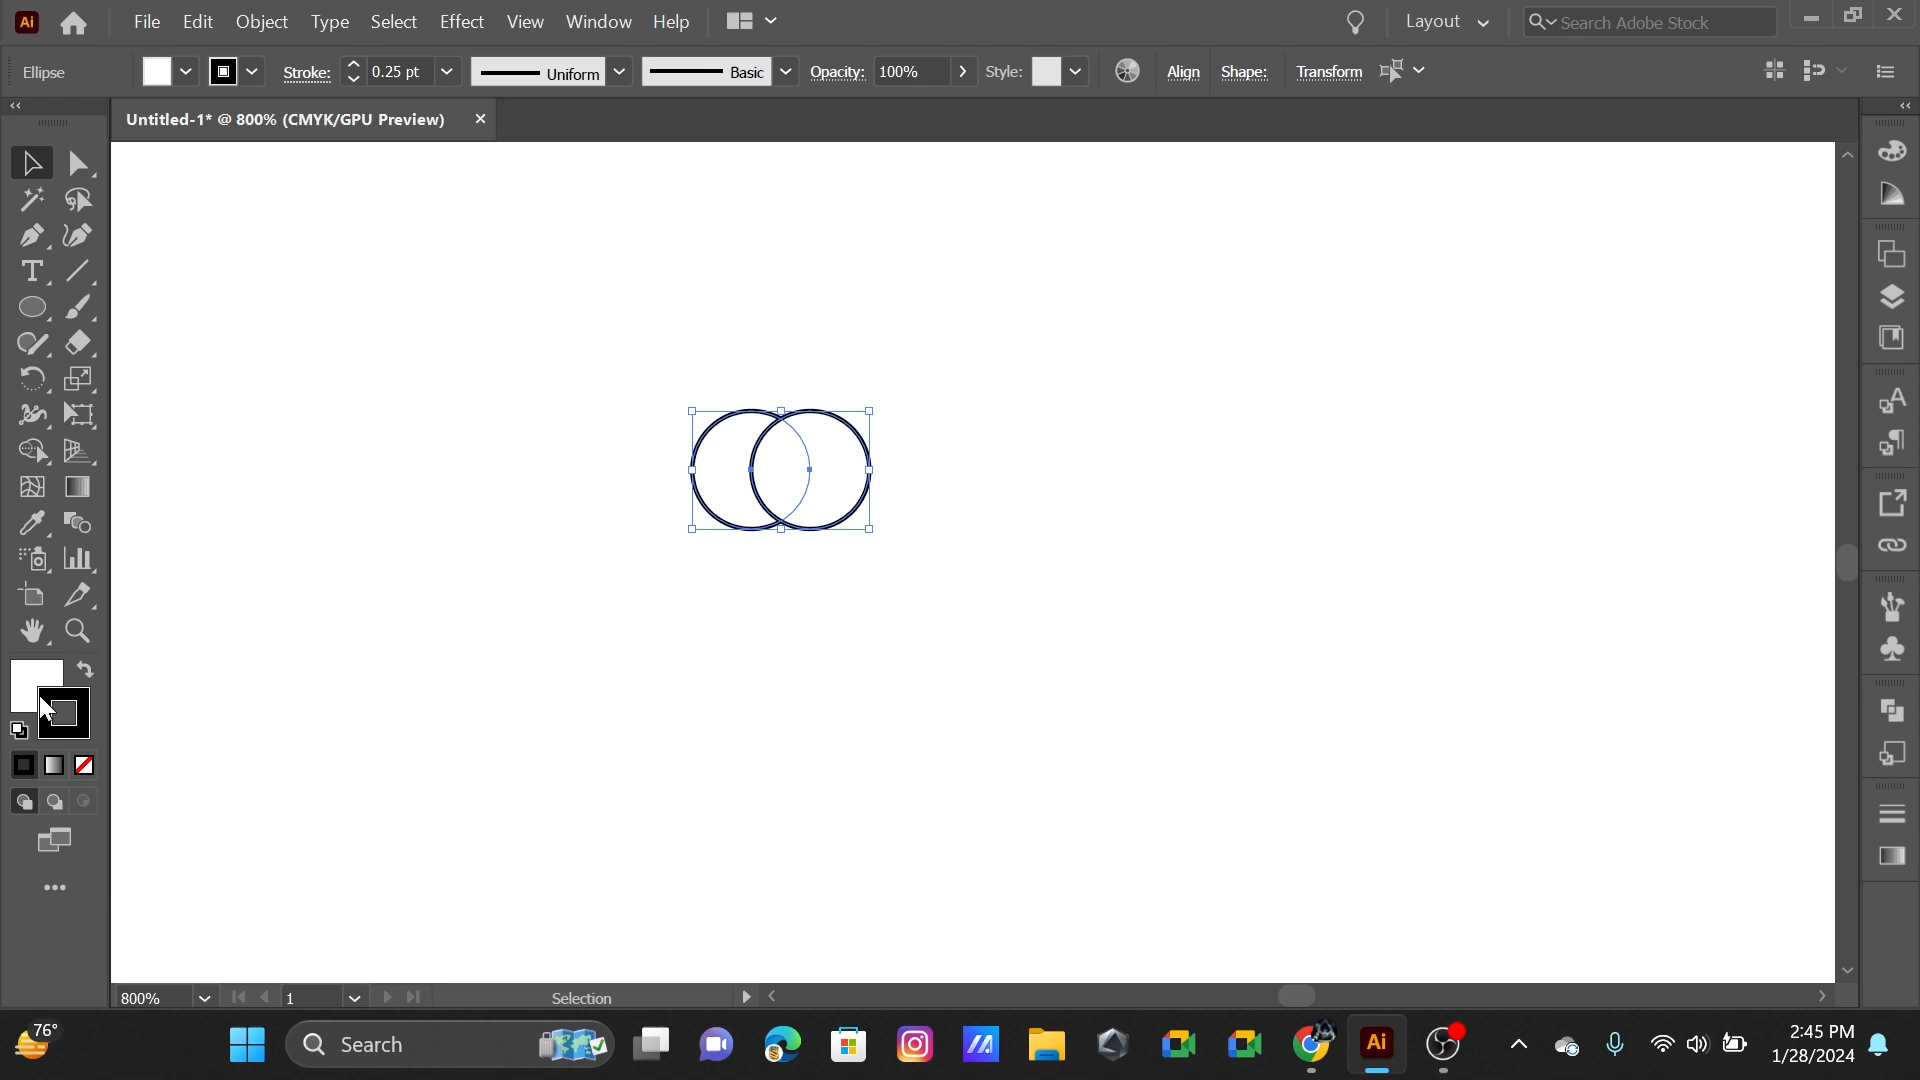 Ai File Edit Object Type Select Effect View Window Help Layout Search Adobe Stock
Ellipse Stroke: 0.25 pt Uniform Basic Opacity: 100% Style: Align Shape: Transform
Untitled-1* @ 800% (CMYK/GPU Preview)
800% 1 Selection
76° Search Ai 2:45 PM
1/28/2024